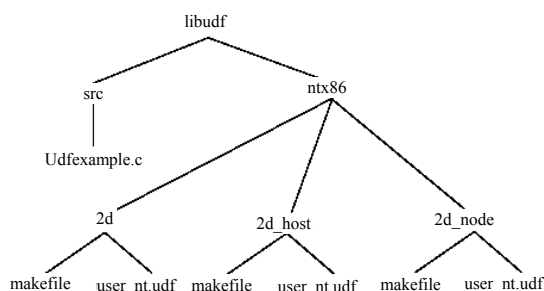 libudf
src
ntx86
Udfexample.c
2d
2d_host
2d_node
makefile
user_nt.udf
makefile
user_nt.udf
makefile
user_nt.udf